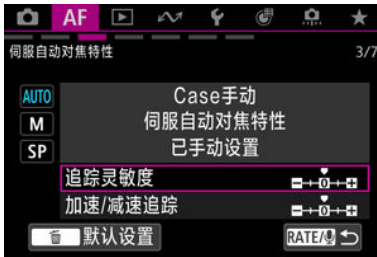 AF
伺服自动对焦特性 3/7
AUTO
Case手动
M
伺服自动对焦特性
SP
已手动设置
追踪灵敏度 0
加速/减速追踪 0
默认设置 RATE/